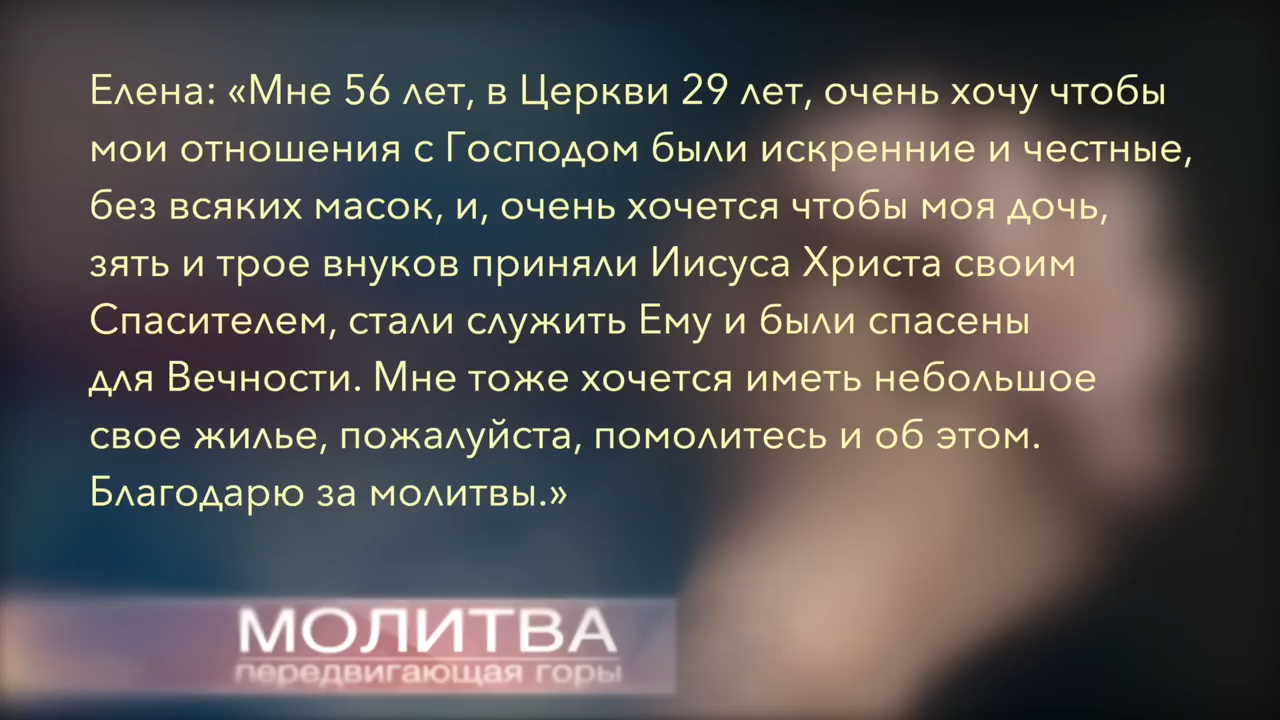 Елена: «Мне 56 лет, в Церкви 29 лет, очень хочу чтобы
мои отношения с Господом были искренние и честные,
без всяких масок, и, очень хочется чтобы моя дочь,
зять и трое внуков приняли Иисуса Христа своим
Спасителем, стали служить Ему и были спасены
для Вечности. Мне тоже хочется иметь небольшое
свое жилье, пожалуйста, помолитесь и об этом.
Благодарю за молитвы.»
МОЛИТВА
передвигающая горы